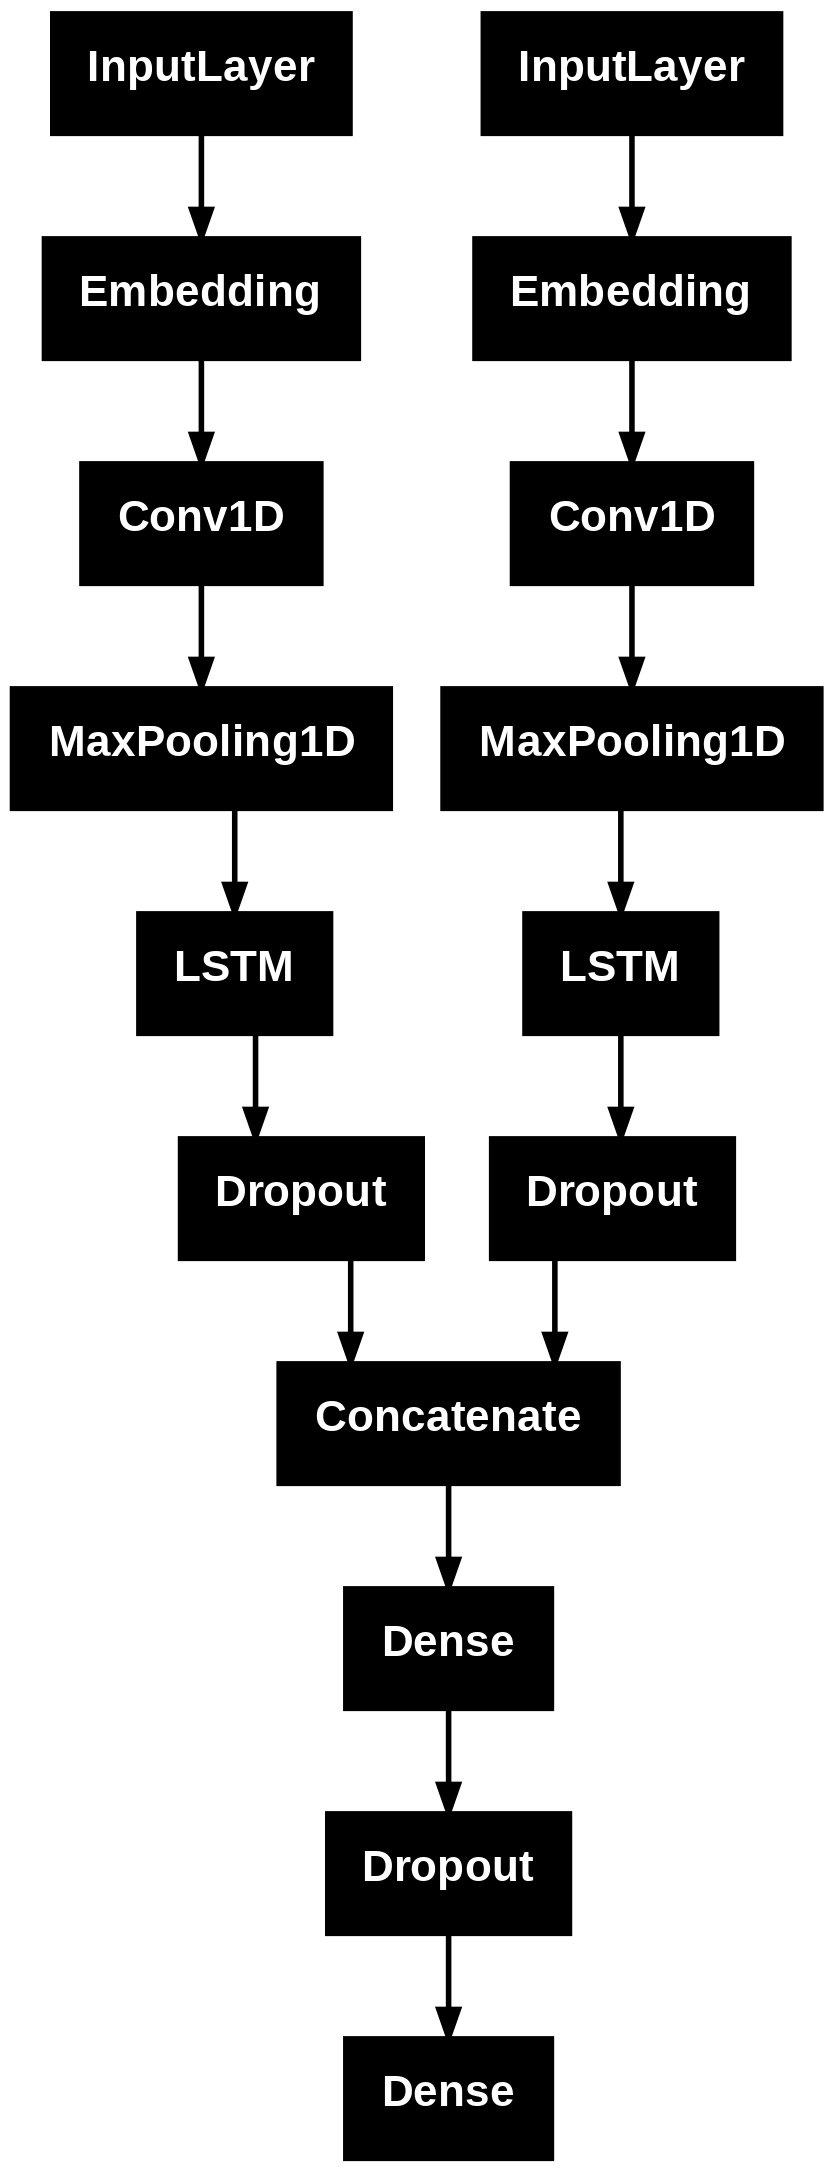 InputLayer InputLayer
Embedding Embedding
Conv1D Conv1D
MaxPooling1D MaxPooling1D
LSTM LSTM
Dropout Dropout
Concatenate
Dense
Dropout
Dense